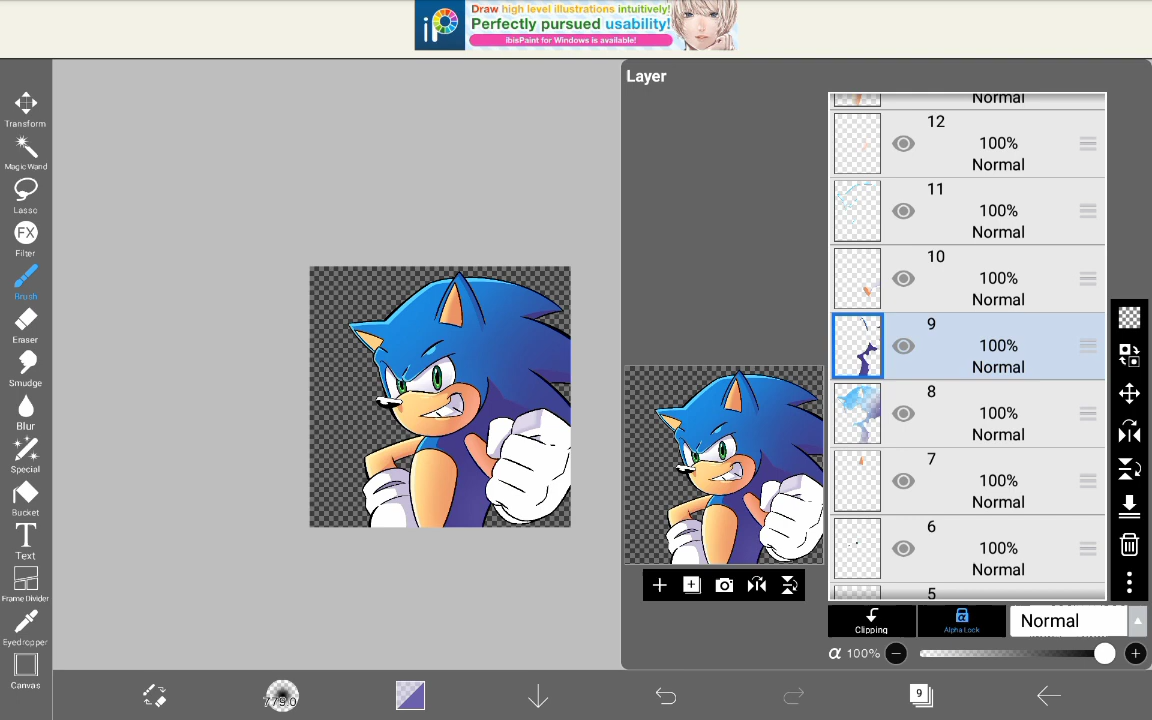 Draw high level illustrations intuitively!
Perfectly pursued usability!
ibisPaint for Windows is available!
Layer
Normal
12
100%
Normal
11
100%
Normal
10
100%
Normal
9
100%
Normal
8
100%
Normal
7
100%
Normal
6
100%
Normal
5
Transform
Magic Wand
Lasso
FX
Filter
Brush
Eraser
Smudge
Blur
Special
Bucket
T
Text
Frame Divider
Eyedropper
Canvas
Clipping
α
Alpha Lock
Normal
α 100%
779.0
9